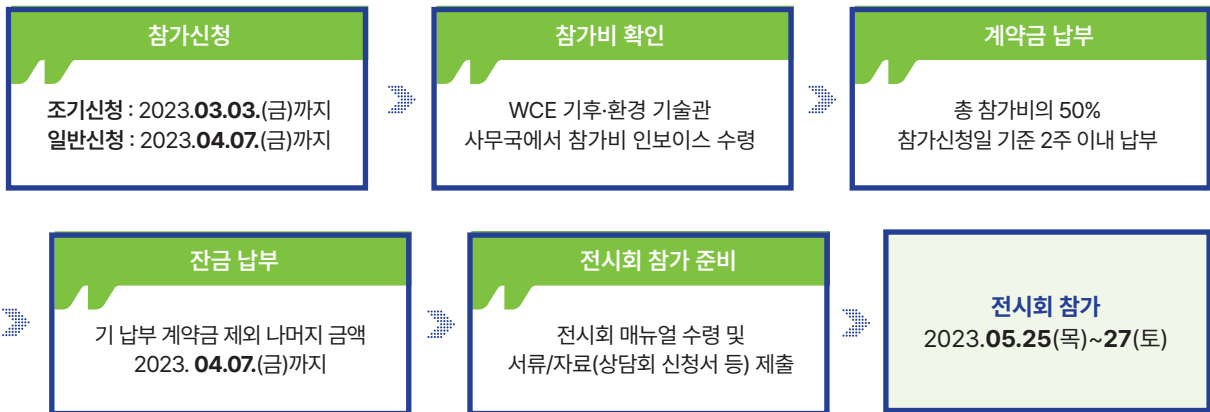 참가신청
조기신청 : 2023.03.03.(금)까지
일반신청 : 2023.04.07.(금)까지
참가비 확인
WCE 기후·환경 기술관
사무국에서 참가비 인보이스 수령
계약금 납부
총 참가비의 50%
참가신청일 기준 2주 이내 납부
잔금 납부
기 납부 계약금 제외 나머지 금액
2023. 04.07.(금)까지
전시회 참가 준비
전시회 매뉴얼 수령 및
서류/자료(상담회 신청서 등) 제출
전시회 참가
2023.05.25(목)~27(토)